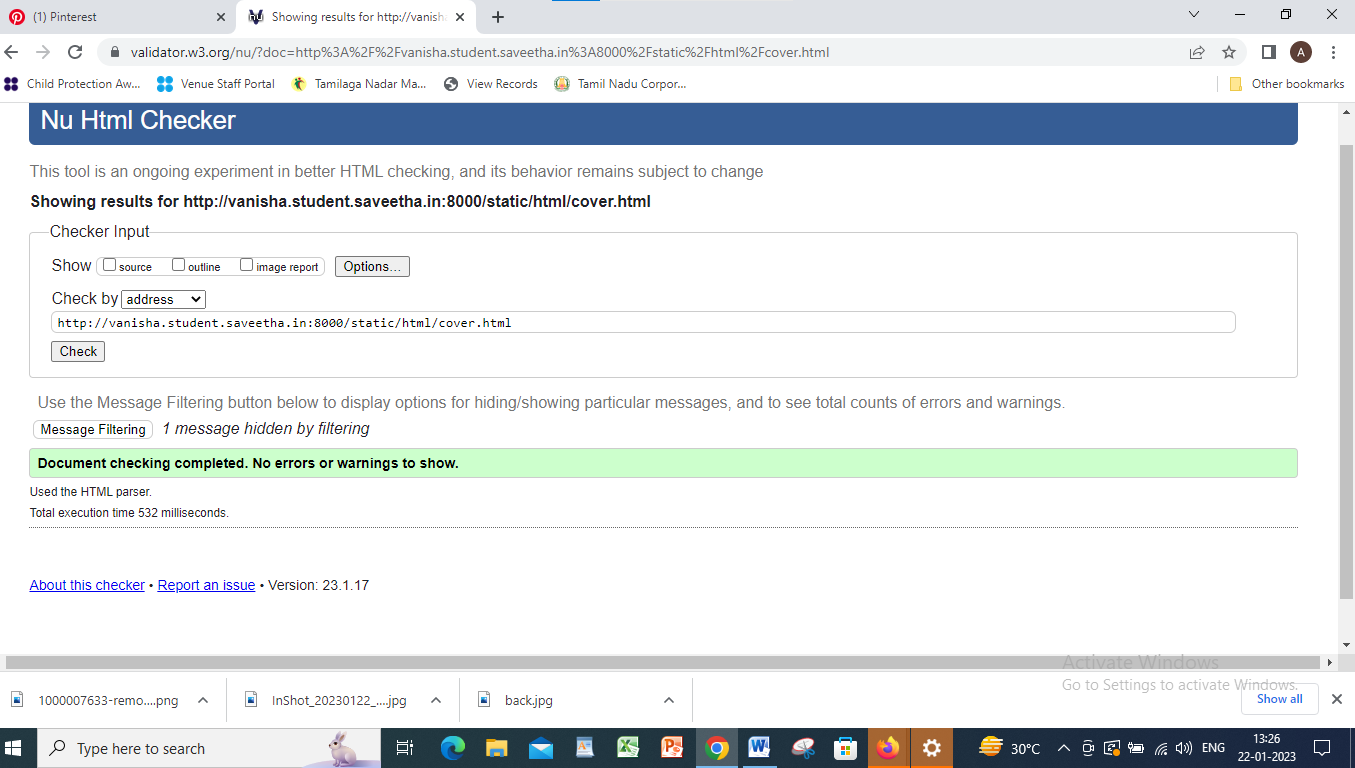 (1) Pinterest
Showing results for http://vanish
validator.w3.org/nu/?doc=http%3A%2F%2Fvanisha.student.saveetha.in%3A8000%2Fstatic%2Fhtml%2Fcover.html
A
Child Protection Aw...
Venue Staff Portal
Tamilaga Nadar Ma...
View Records
Tamil Nadu Corpor...
Other bookmarks
Nu Html Checker
This tool is an ongoing experiment in better HTML checking, and its behavior remains subject to change
Showing results for http://vanisha.student.saveetha.in:8000/static/html/cover.html
Checker Input
Show source outline image report Options...
Check by address
http://vanisha.student.saveetha.in:8000/static/html/cover.html
Check
Use the Message Filtering button below to display options for hiding/showing particular messages, and to see total counts of errors and warnings.
Message Filtering 1 message hidden by filtering
Document checking completed. No errors or warnings to show.
Used the HTML parser.
Total execution time 532 milliseconds.
About this checker • Report an issue • Version: 23.1.17
Activate Windows
Go to Settings to activate Windows.
1000007633-remo....png
InShot_20230122_....jpg
back.jpg
Show all
Type here to search
30°C
ENG
13:26
22-01-2023